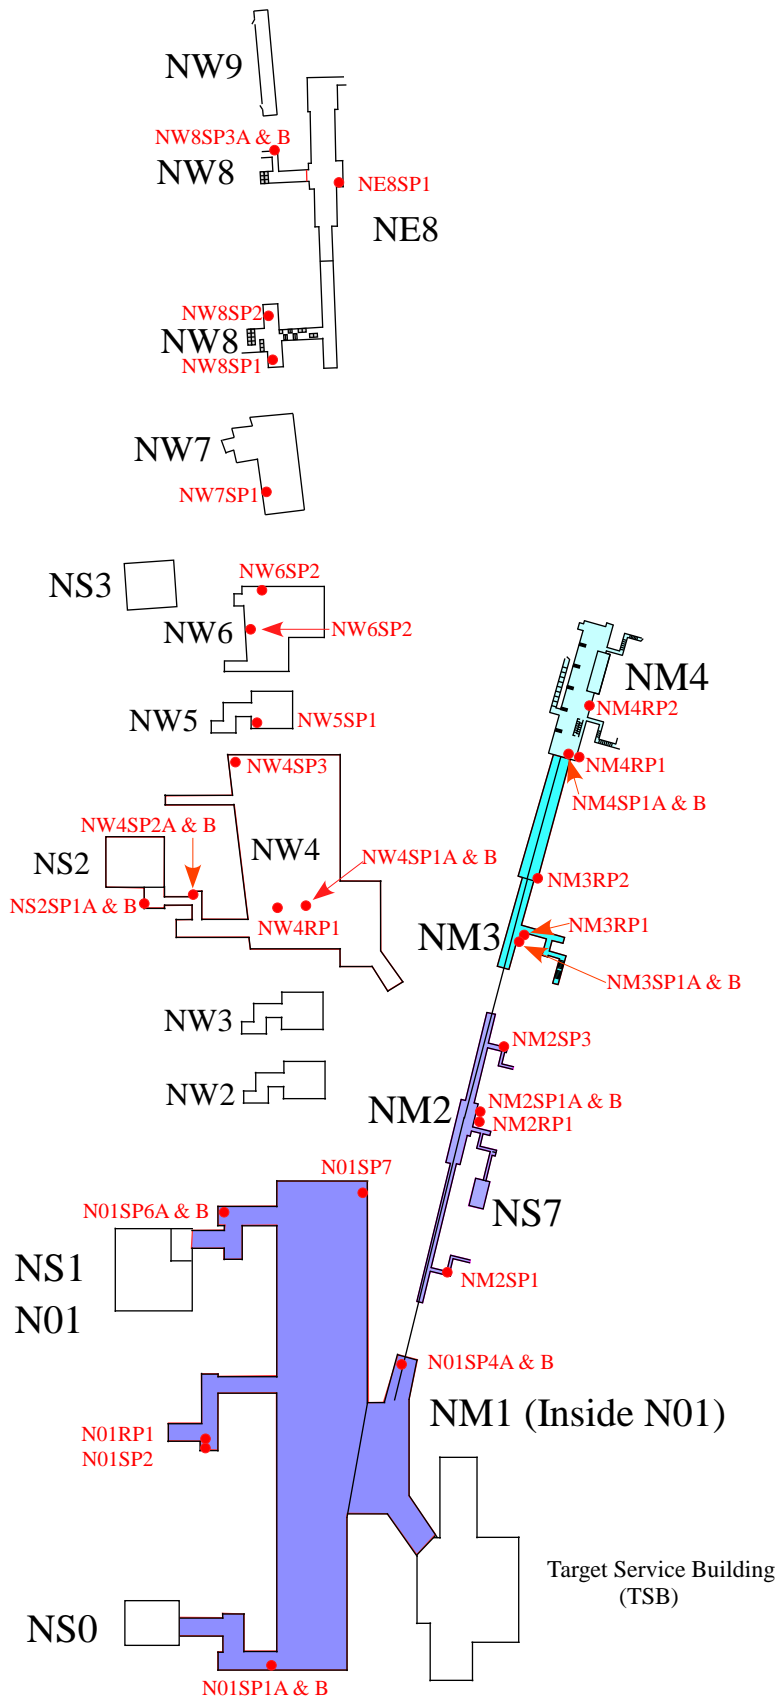 NW9
NW8SP3A & B
NW8
NE8SP1
NE8
NW8SP2
NW8
NW8SP1
NW7
NW7SP1
NS3
NW6SP2
NW6
NW6SP2
NM4
NM4RP2
NW5
NW5SP1
NW4SP3
NM4RP1
NM4SP1A & B
NW4SP2A & B
NW4
NW4SP1A & B
NS2
NM3RP2
NS2SP1A & B
NW4RP1
NM3
NM3RP1
NM3SP1A & B
NW3
NM2SP3
NW2
NM2
NM2SP1A & B
NM2RP1
N01SP7
N01SP6A & B
NS7
NS1
N01
NM2SP1
N01SP4A & B
NM1 (Inside N01)
N01RP1
N01SP2
Target Service Building
(TSB)
NS0
N01SP1A & B